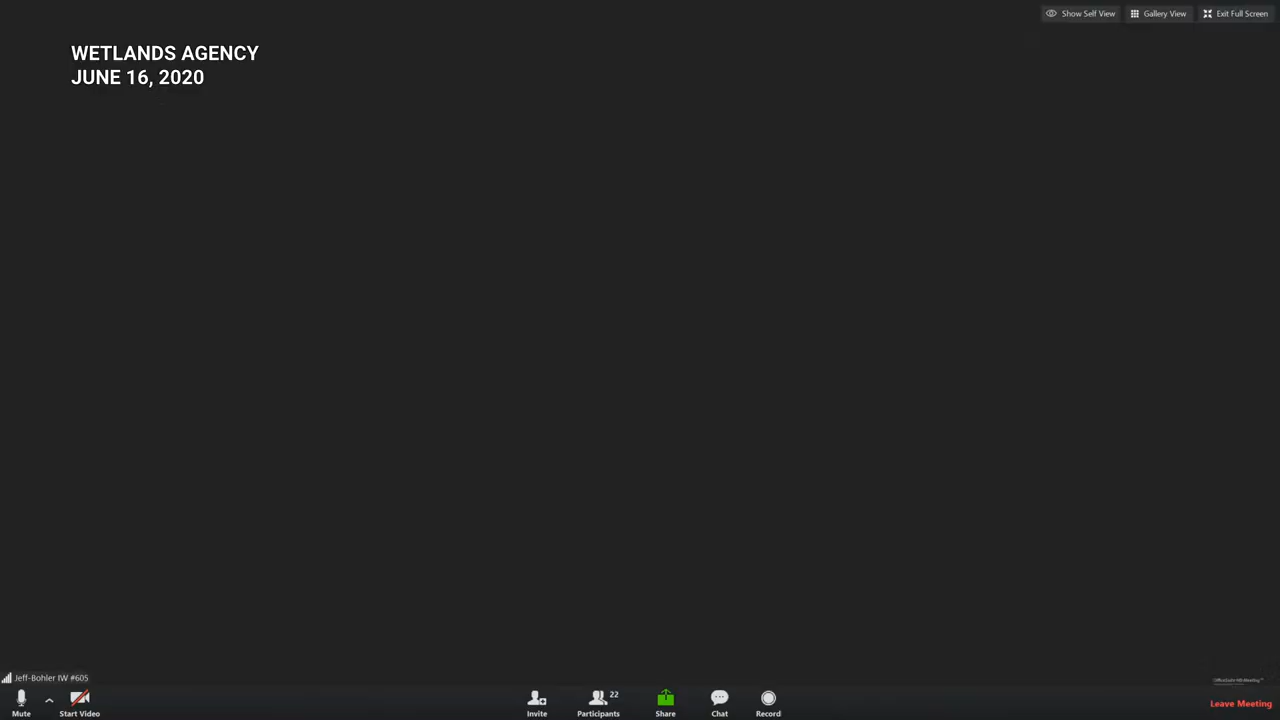 Show Self View
Gallery View
Exit Full Screen
WETLANDS AGENCY
JUNE 16, 2020
Jeff-Bohler IW #605
Mute
Start Video
Invite
Participants 22
Share
Chat
Record
Leave Meeting